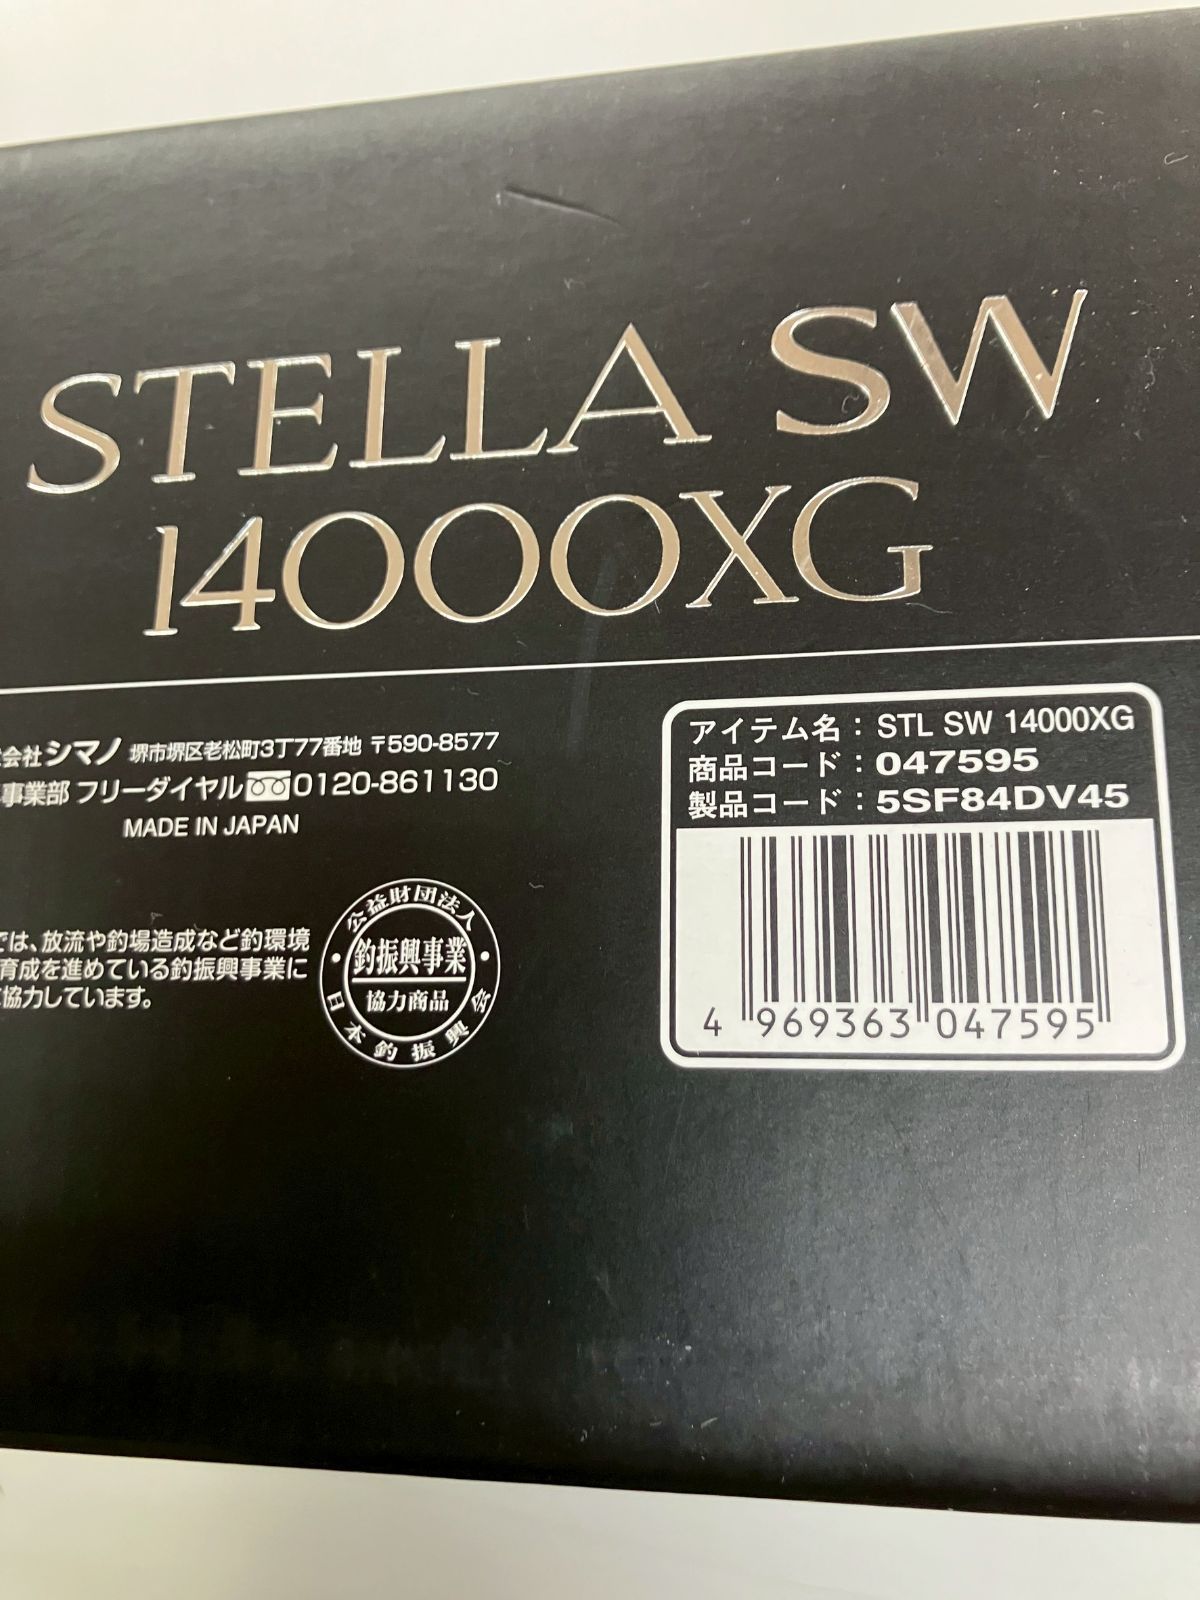 STELLA SW
14000XG
会社シマノ 堺市堺区老松町3丁77番地 〒590-8577
事業部 フリーダイヤル 0120-861130
MADE IN JAPAN
では、放流や釣場造成など釣環境
育成を進めている釣振興事業に
協力しています。
公益財団法人
釣振興事業
協力商品
日本釣振興会
アイテム名：STL SW 14000XG
商品コード：047595
製品コード：5SF84DV45
4 969363 047595